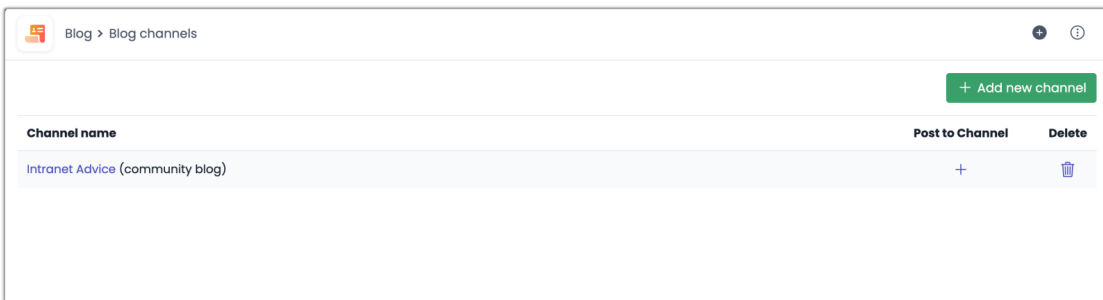 Blog > Blog channels
+ Add new channel
Channel name Post to Channel Delete
Intranet Advice (community blog)